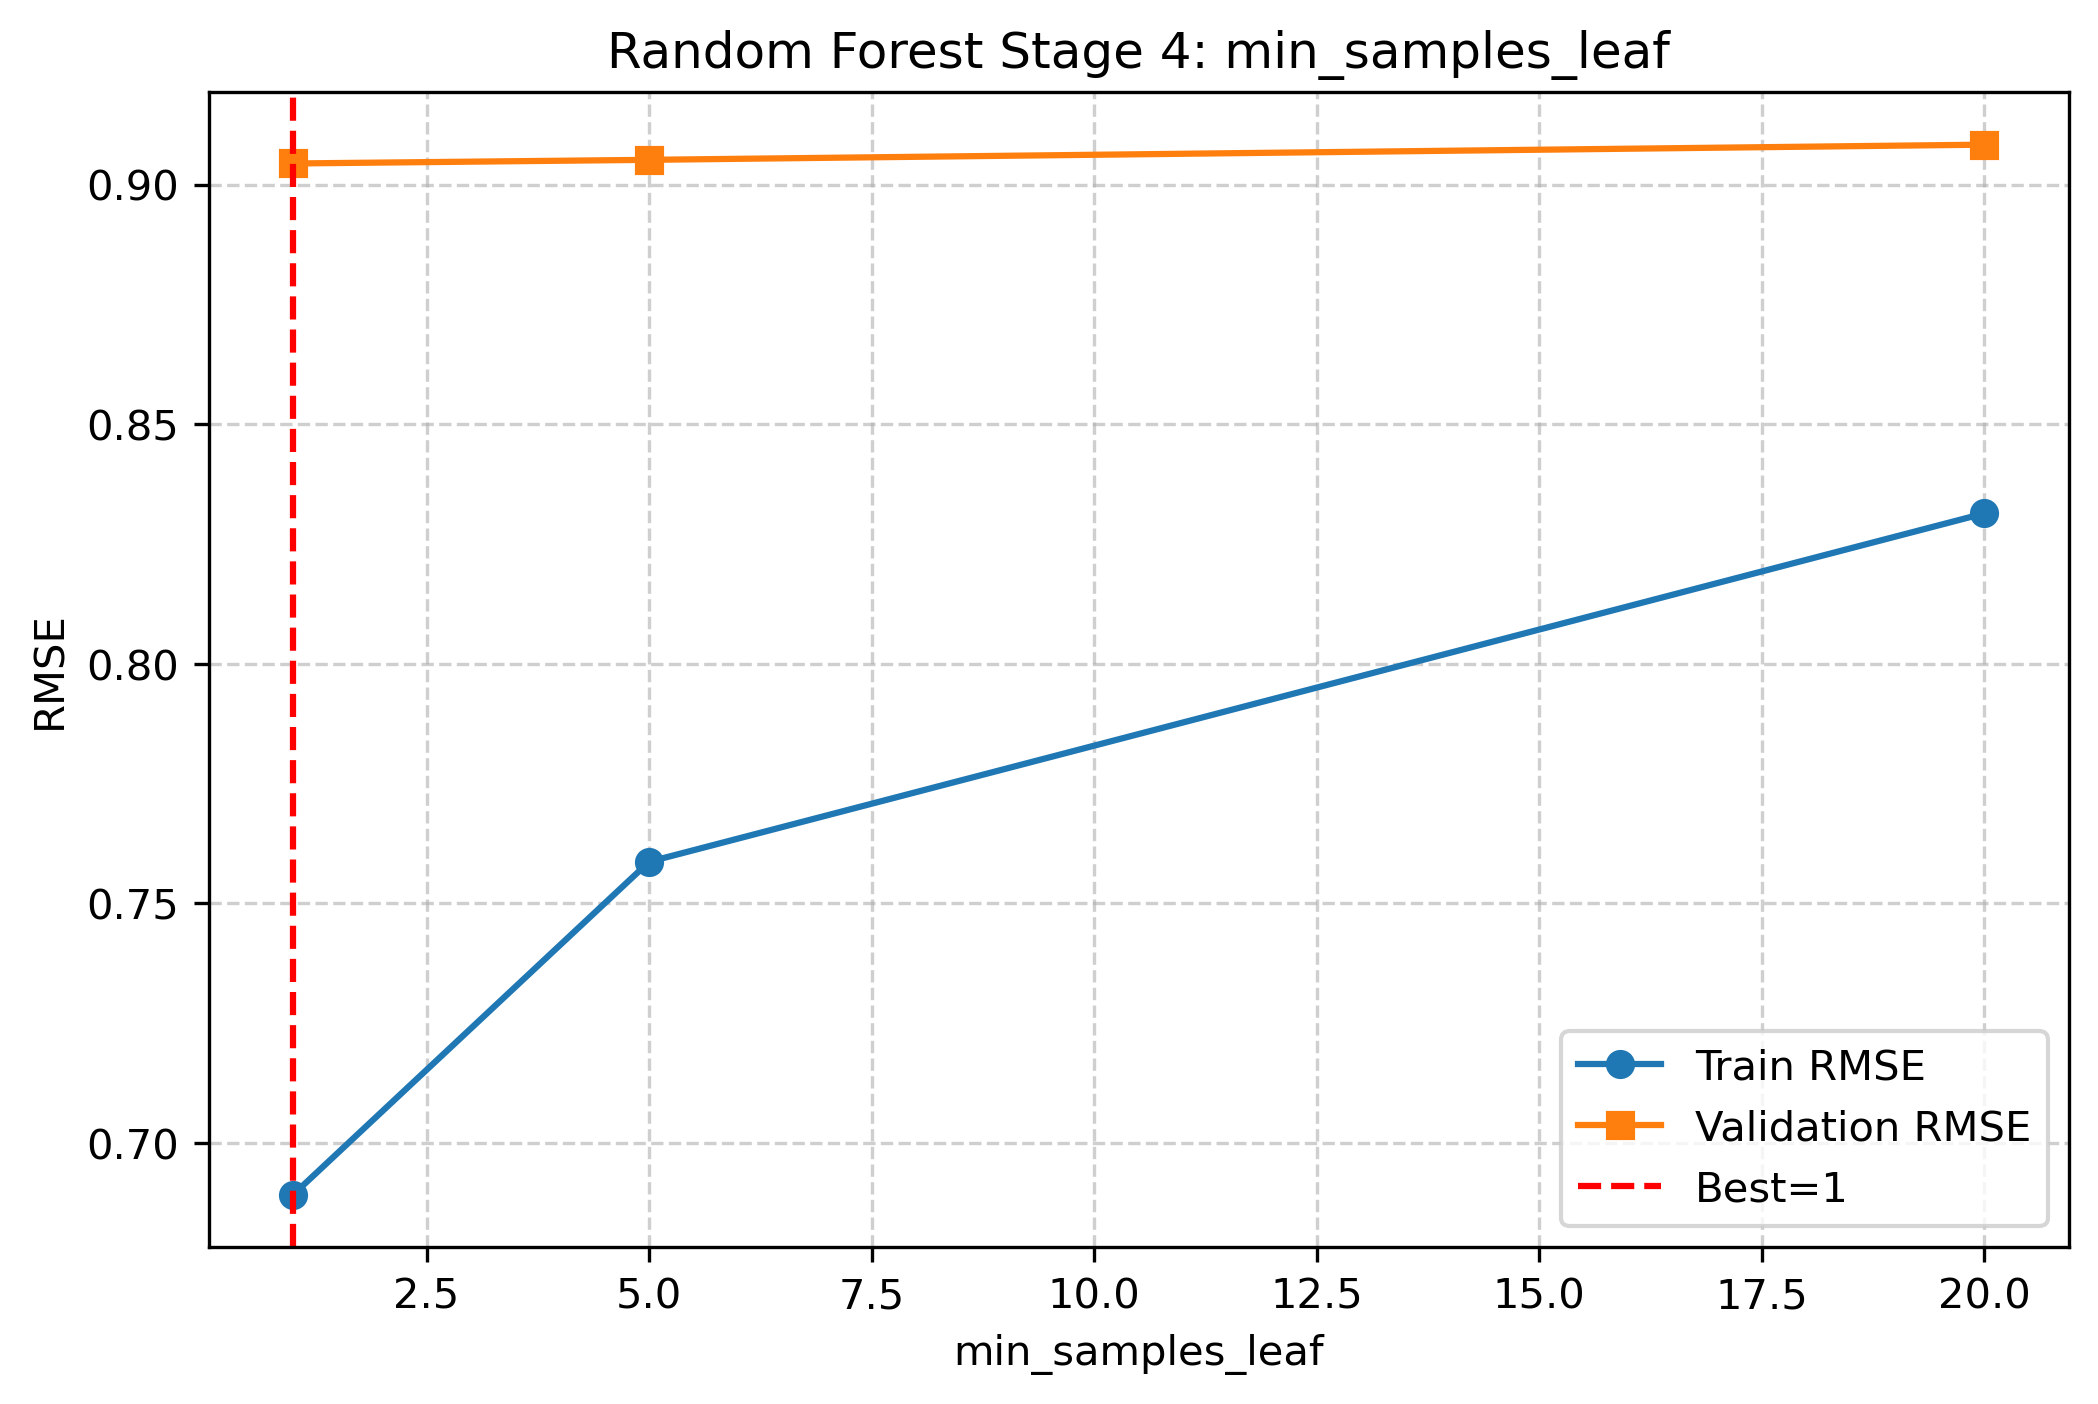 Random Forest Stage 4: min_samples_leaf
0.90
0.85
0.80
0.75
0.70
RMSE
2.5 5.0 7.5 10.0 12.5 15.0 17.5 20.0
min_samples_leaf
Train RMSE
Validation RMSE
Best=1